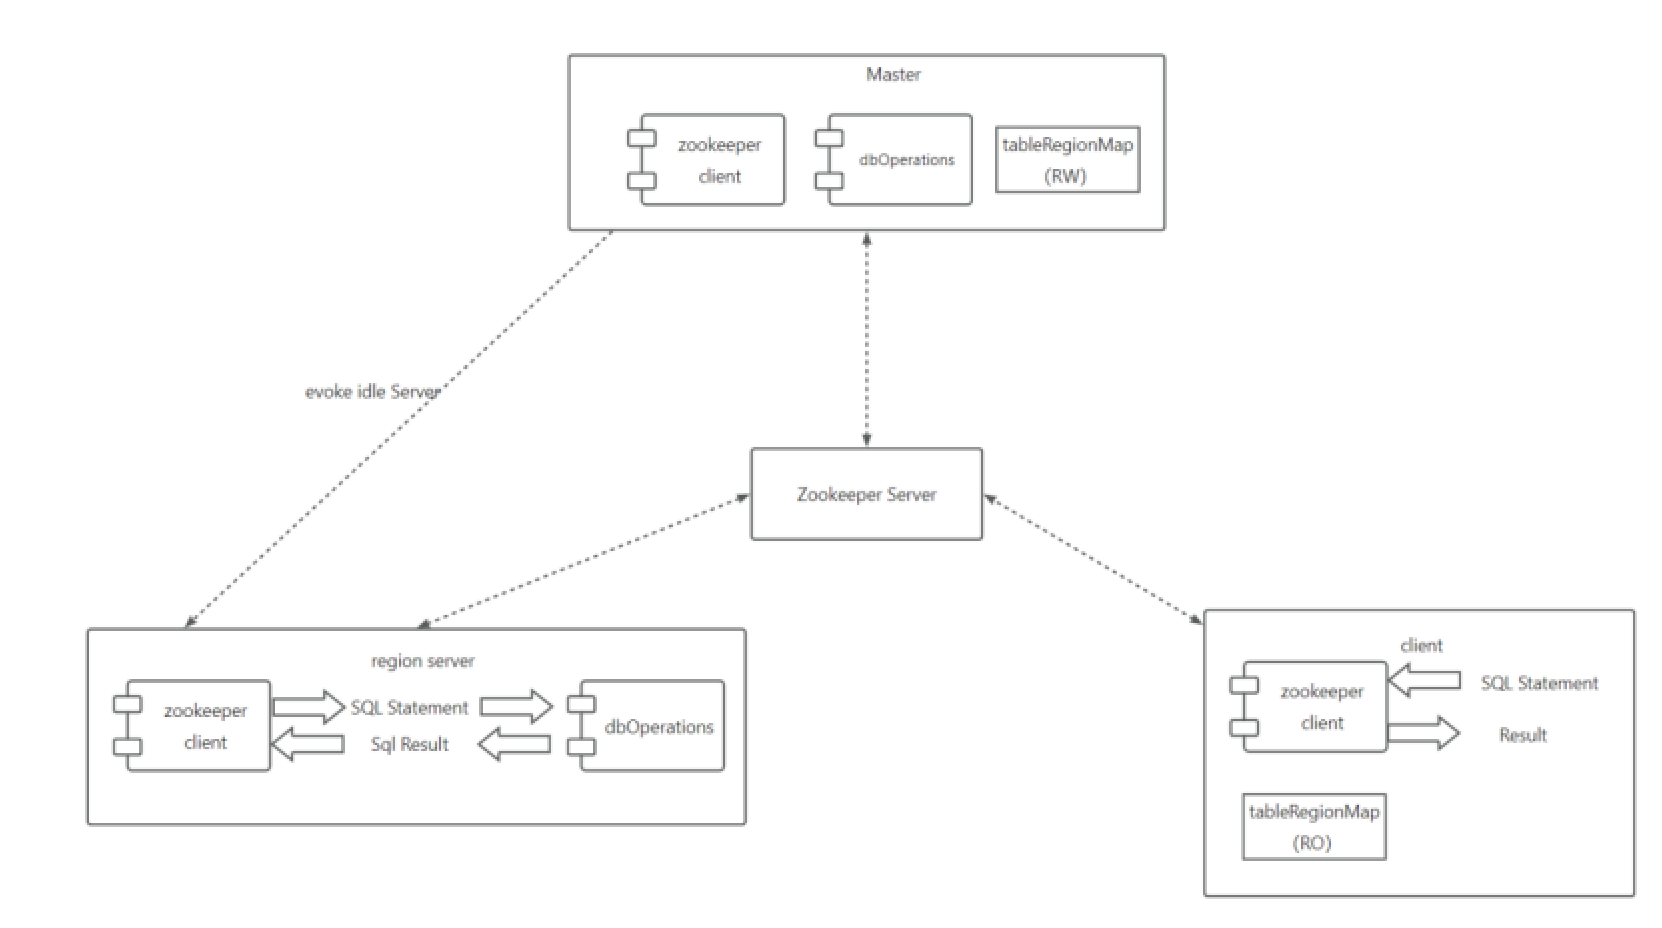 Master
zookeeper
client
dbOperations
tableRegionMap
(RW)
evoke idle Server
Zookeeper Server
region server
zookeeper
client
SQL Statement
Sql Result
dbOperations
client
zookeeper
client
SQL Statement
Result
tableRegionMap
(RO)